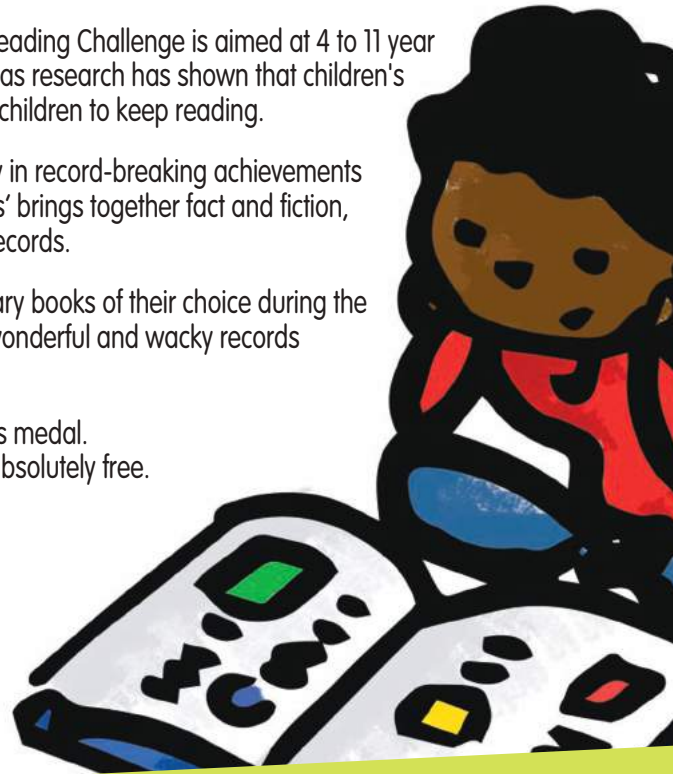 eading Challenge is aimed at 4 to 11 year
as research has shown that children's
children to keep reading.
in record-breaking achievements
s’ brings together fact and fiction,
ecords.
ary books of their choice during the
wonderful and wacky records
s medal.
bsolutely free.